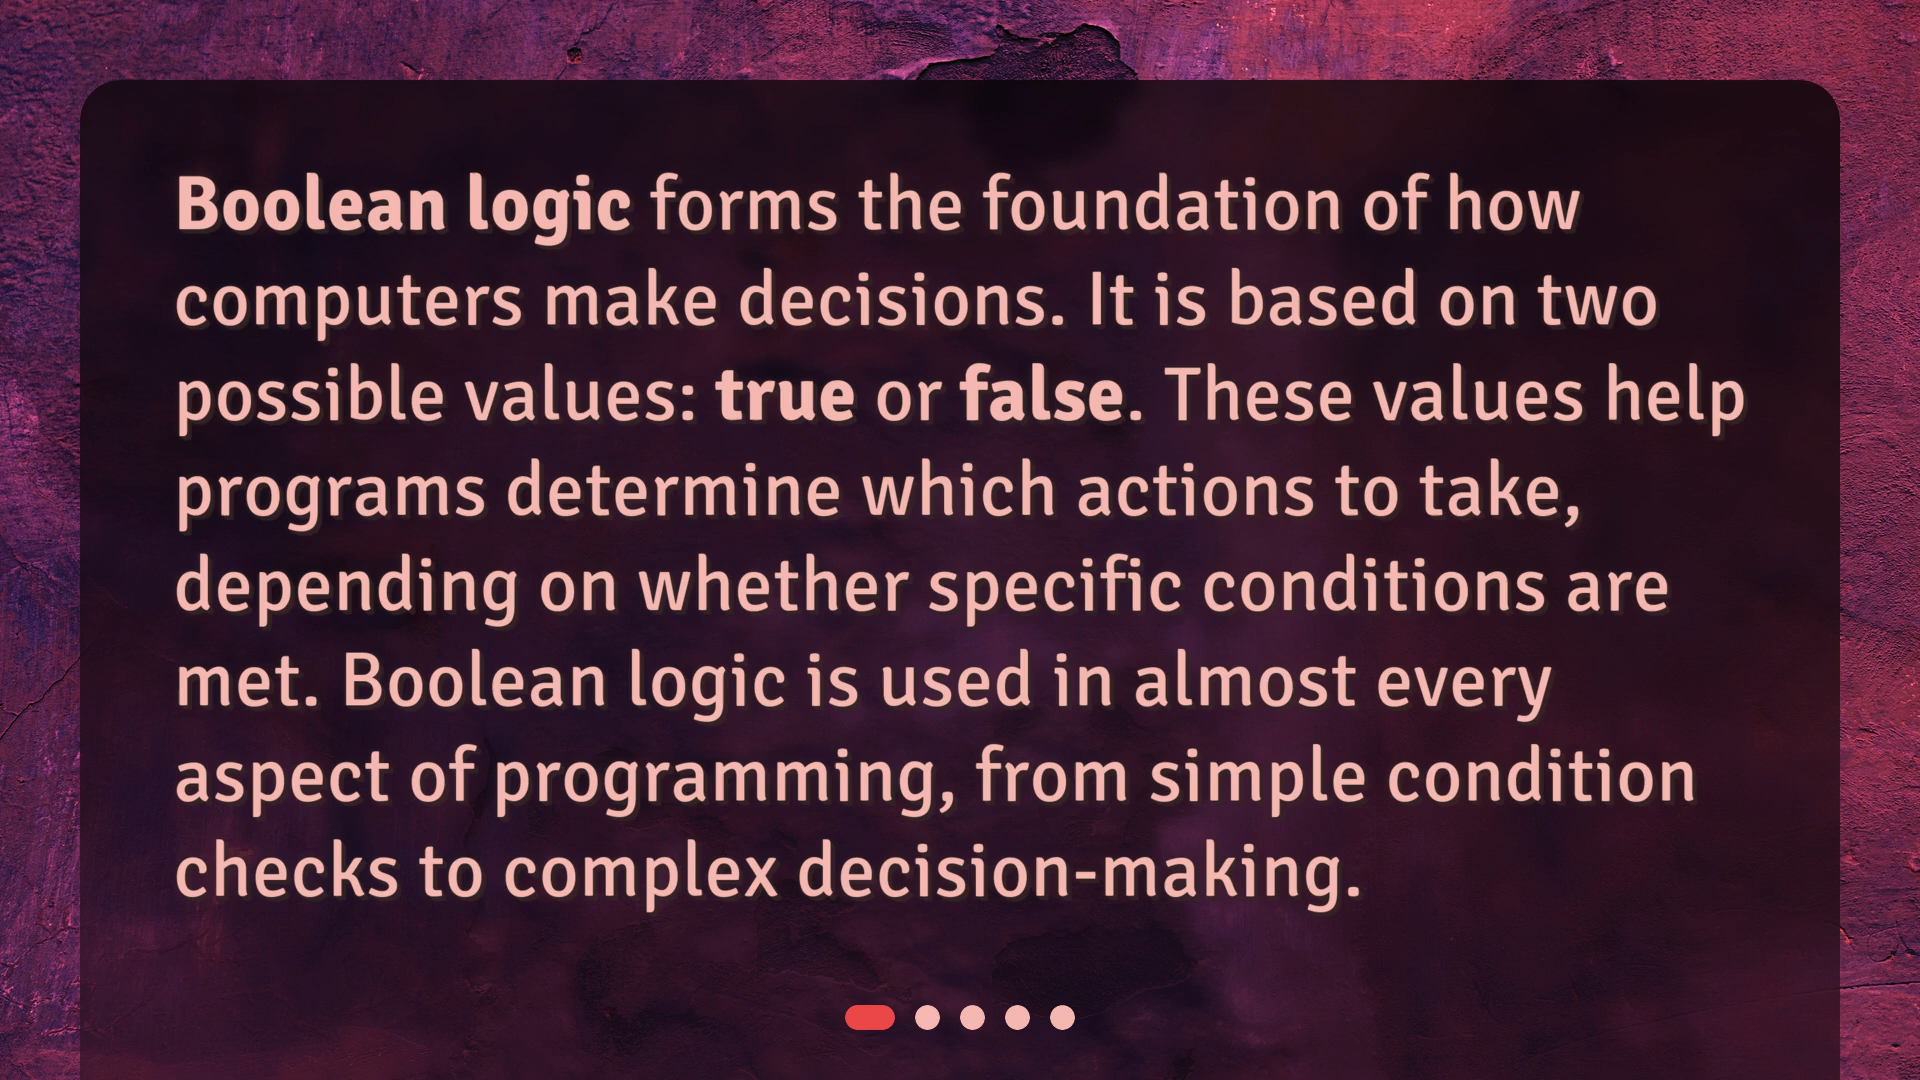 Boolean logic forms the foundation of how
computers make decisions. It is based on two
possible values: true or false. These values help
programs determine which actions to take,
depending on whether specific conditions are
met. Boolean logic is used in almost every
aspect of programming, from simple condition
checks to complex decision-making.